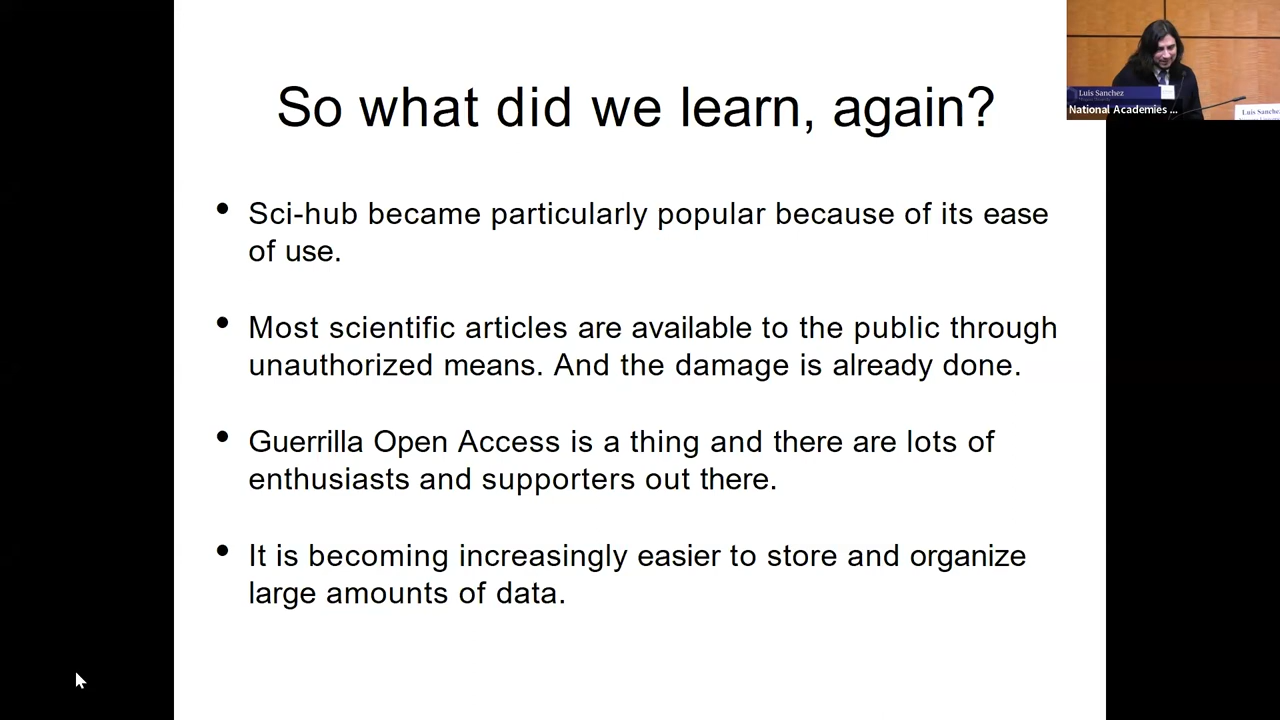 So what did we learn, again?
Luis Sanchez
National Academies ...
Luis Sanche
• Sci-hub became particularly popular because of its ease
of use.
• Most scientific articles are available to the public through
unauthorized means. And the damage is already done.
• Guerrilla Open Access is a thing and there are lots of
enthusiasts and supporters out there.
• It is becoming increasingly easier to store and organize
large amounts of data.